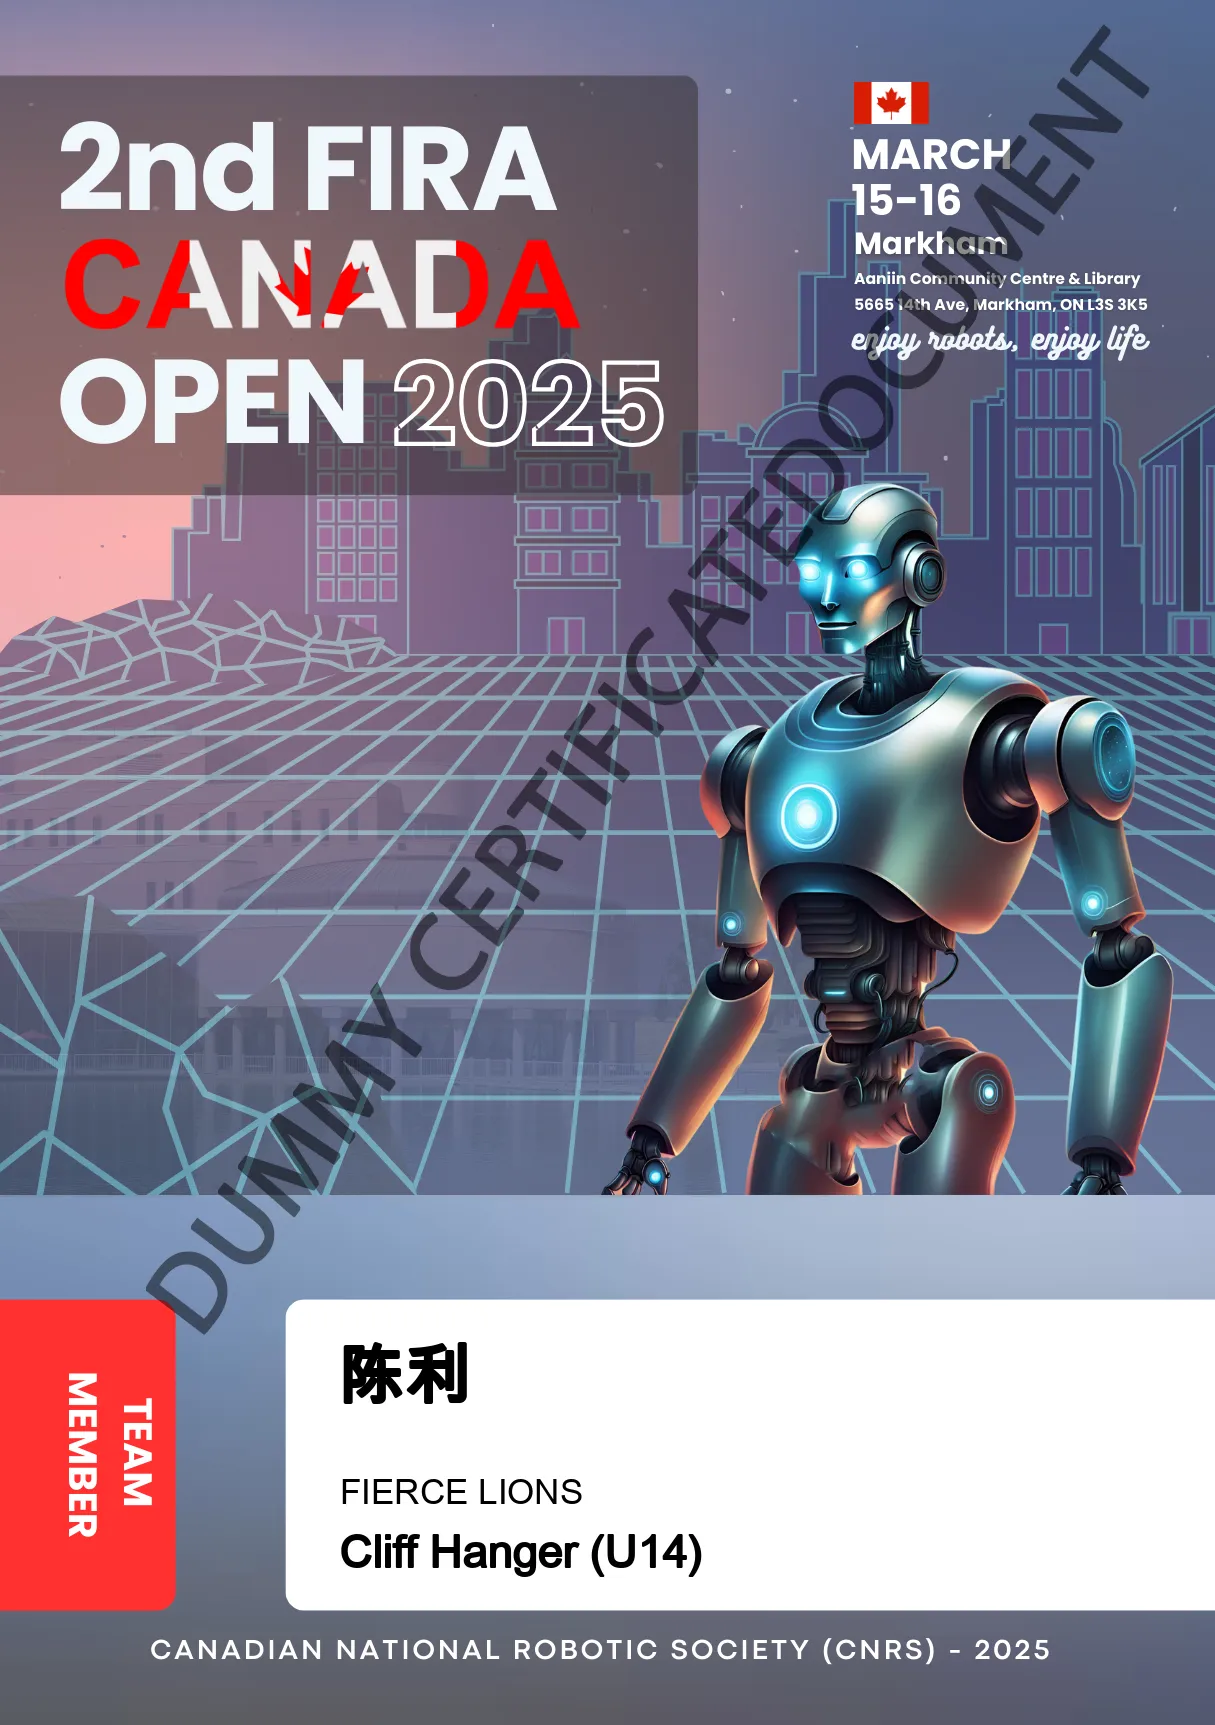 2nd FIRA
CANADA
OPEN 2025
MARCH
15-16
Markham
Aaniin Community Centre & Library
5665 14th Ave, Markham, ON L3S 3K5
enjoy robots, enjoy life
DUMMY CERTIFICATEDOCUMENT
TEAM
MEMBER
陈利
FIERCE LIONS
Cliff Hanger (U14)
CANADIAN NATIONAL ROBOTIC SOCIETY (CNRS) - 2025